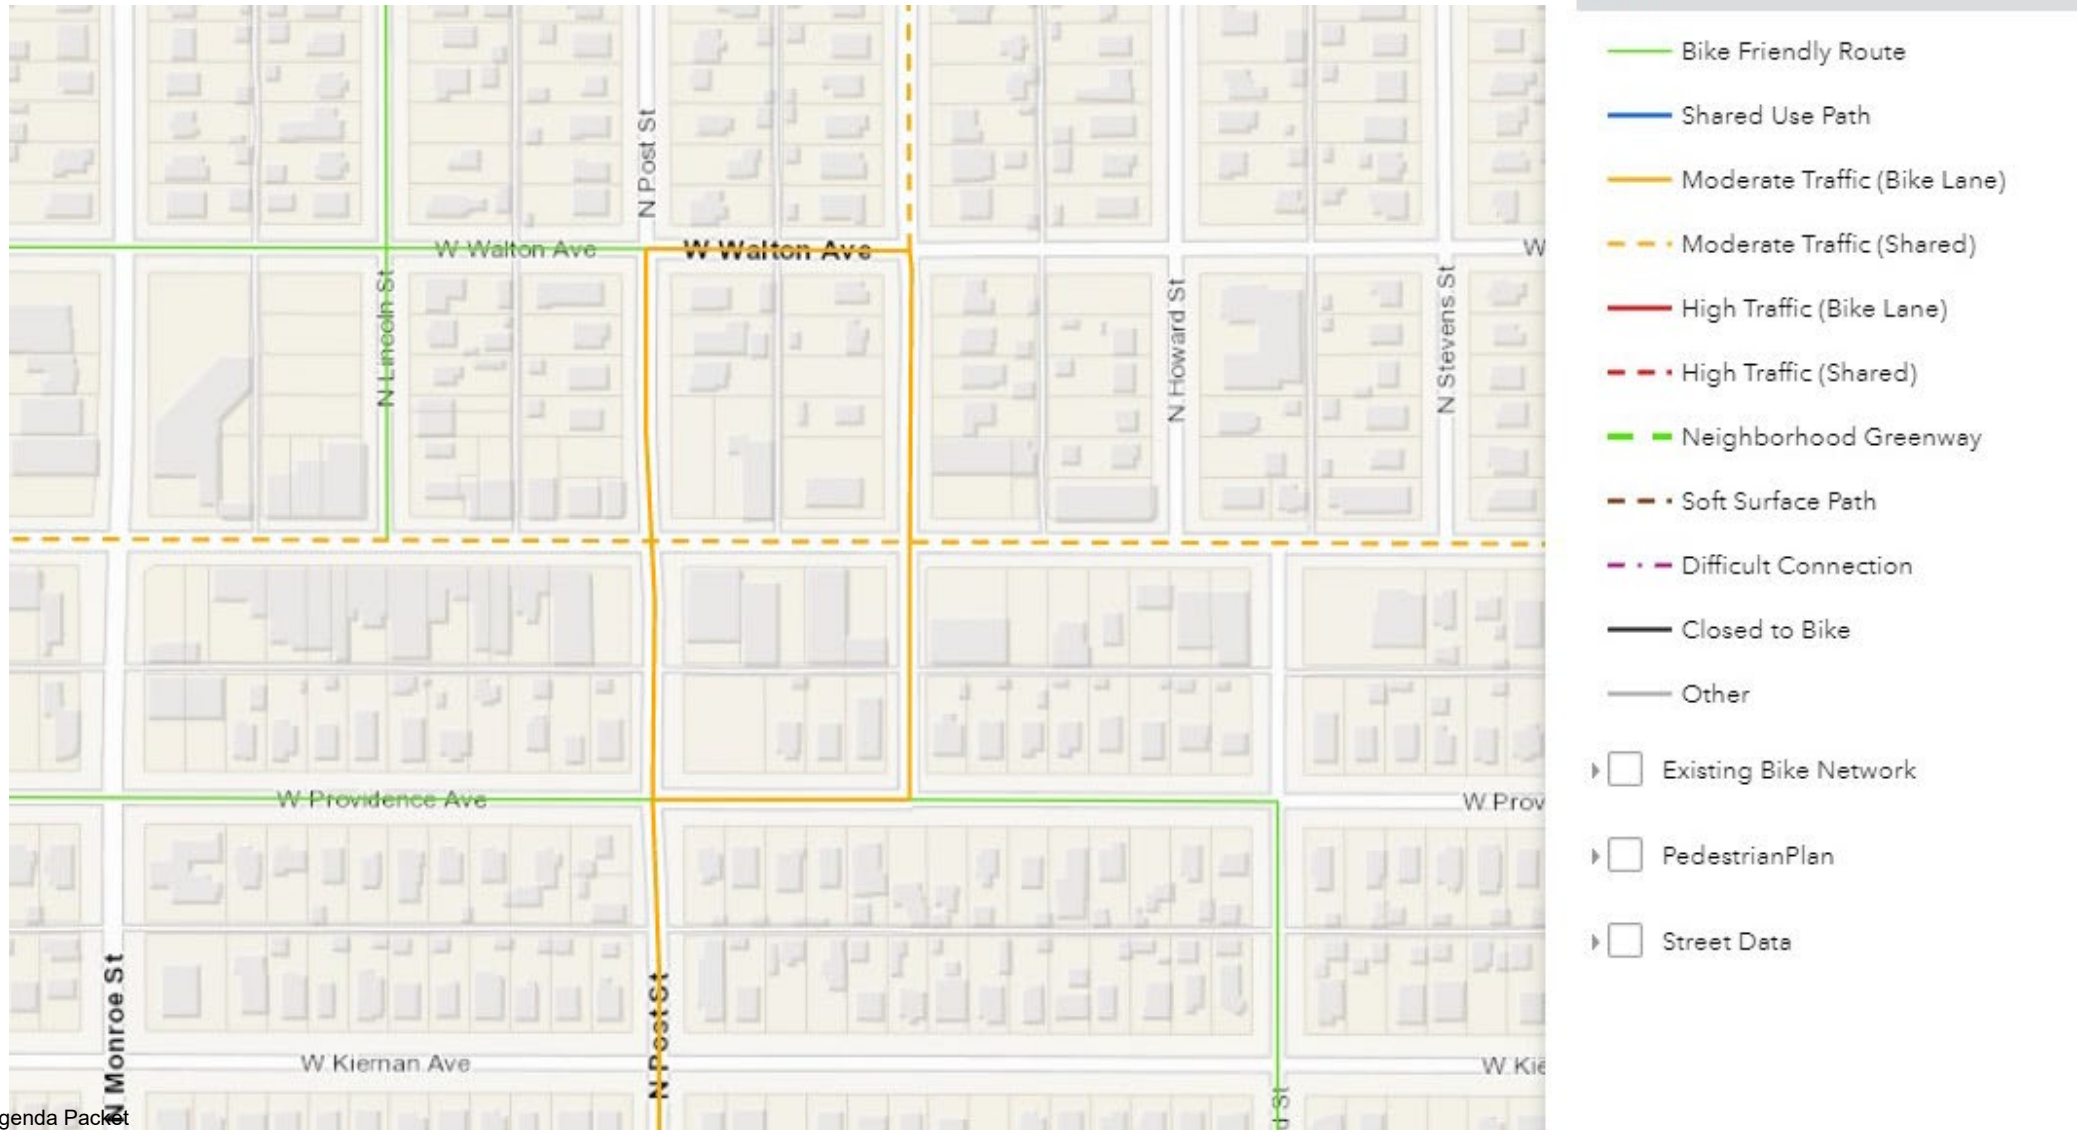 N Post St
W Walton Ave
W Walton Ave
W
N Lincoln St
N Howard St
N Stevens St
W Providence Ave
W Prov
N Monroe St
N Post St
W Kiernan Ave
W Kie
St
genda Packet
Bike Friendly Route
Shared Use Path
Moderate Traffic (Bike Lane)
Moderate Traffic (Shared)
High Traffic (Bike Lane)
High Traffic (Shared)
Neighborhood Greenway
Soft Surface Path
Difficult Connection
Closed to Bike
Other
Existing Bike Network
PedestrianPlan
Street Data